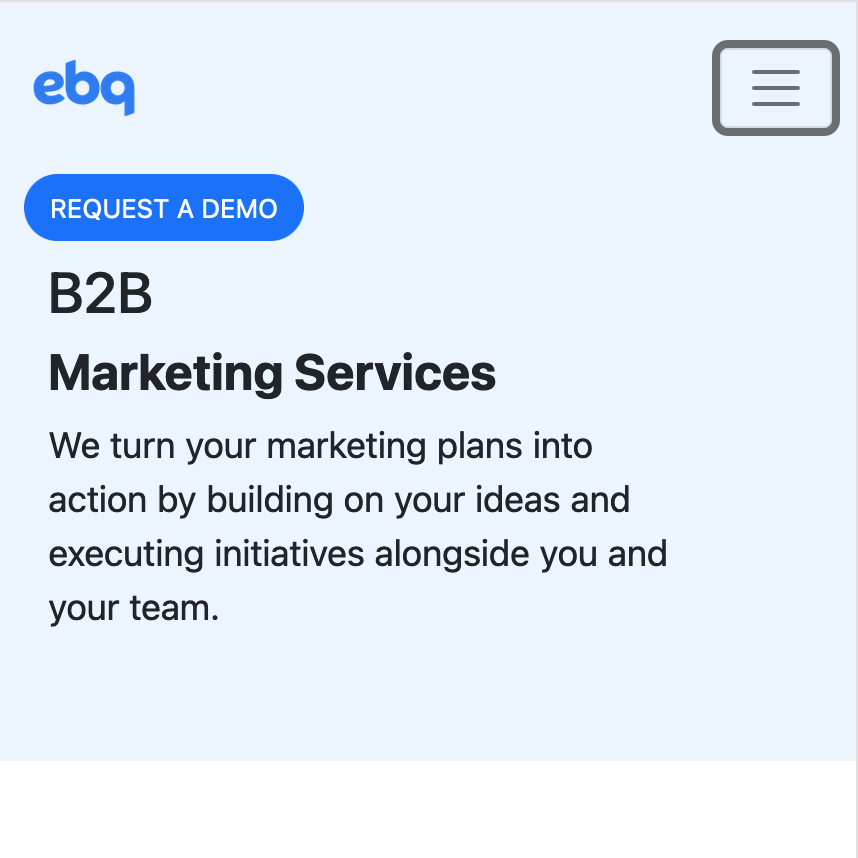 ebq
REQUEST A DEMO
B2B
Marketing Services
We turn your marketing plans into
action by building on your ideas and
executing initiatives alongside you and
your team.